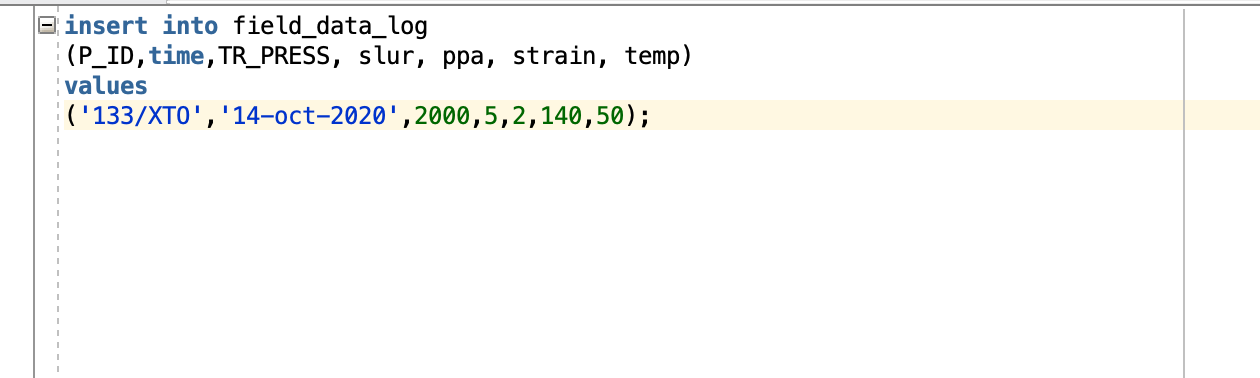 insert into field_data_log
(P_ID,time,TR_PRESS, slur, ppa, strain, temp)
values
('133/XTO','14-oct-2020',2000,5,2,140,50);